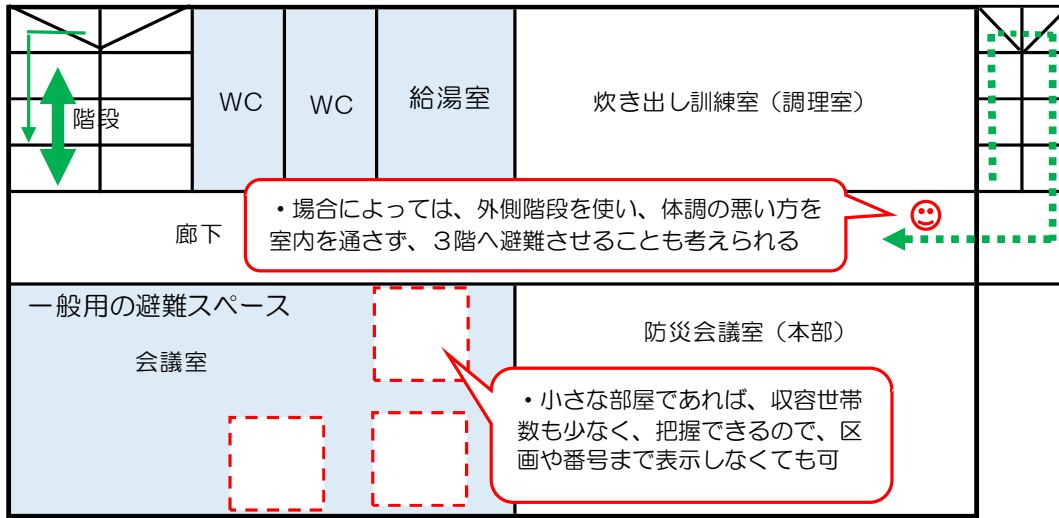 階段
WC
WC
給湯室
炊き出し訓練室（調理室）
・場合によっては、外側階段を使い、体調の悪い方を
室内を通さず、３階へ避難させることも考えられる
廊下
一般用の避難スペース
会議室
防災会議室（本部）
・小さな部屋であれば、収容世帯
数も少なく、把握できるので、区
画や番号まで表示しなくても可